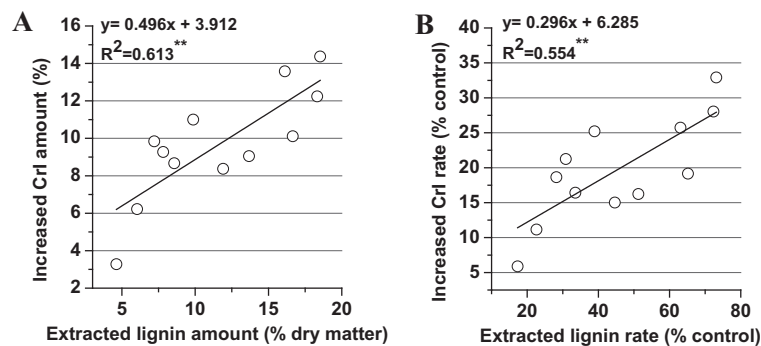 A
y= 0.496x + 3.912
R2=0.613**
Increased CrI amount (%)
16
14
12
10
8
6
4
2
5 10 15 20
Extracted lignin amount (% dry matter)
B
y= 0.296x + 6.285
R2=0.554**
Increased CrI rate (% control)
40
35
30
25
20
15
10
5
20 40 60 80
Extracted lignin rate (% control)